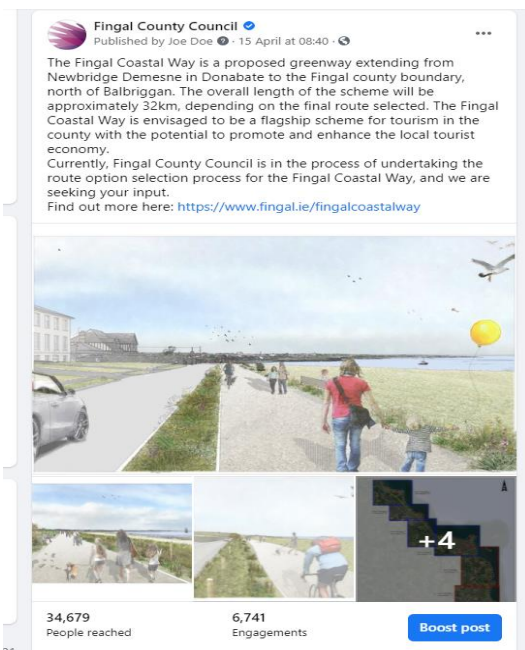 Fingal County Council
Published by Joe Doe · 15 April at 08:40 ·
The Fingal Coastal Way is a proposed greenway extending from
Newbridge Demesne in Donabate to the Fingal county boundary,
north of Balbriggan. The overall length of the scheme will be
approximately 32km, depending on the final route selected. The Fingal
Coastal Way is envisaged to be a flagship scheme for tourism in the
county with the potential to promote and enhance the local tourist
economy.
Currently, Fingal County Council is in the process of undertaking the
route option selection process for the Fingal Coastal Way, and we are
seeking your input.
Find out more here: https://www.fingal.ie/fingalcoastalway
+4
34,679
People reached
6,741
Engagements
Boost post